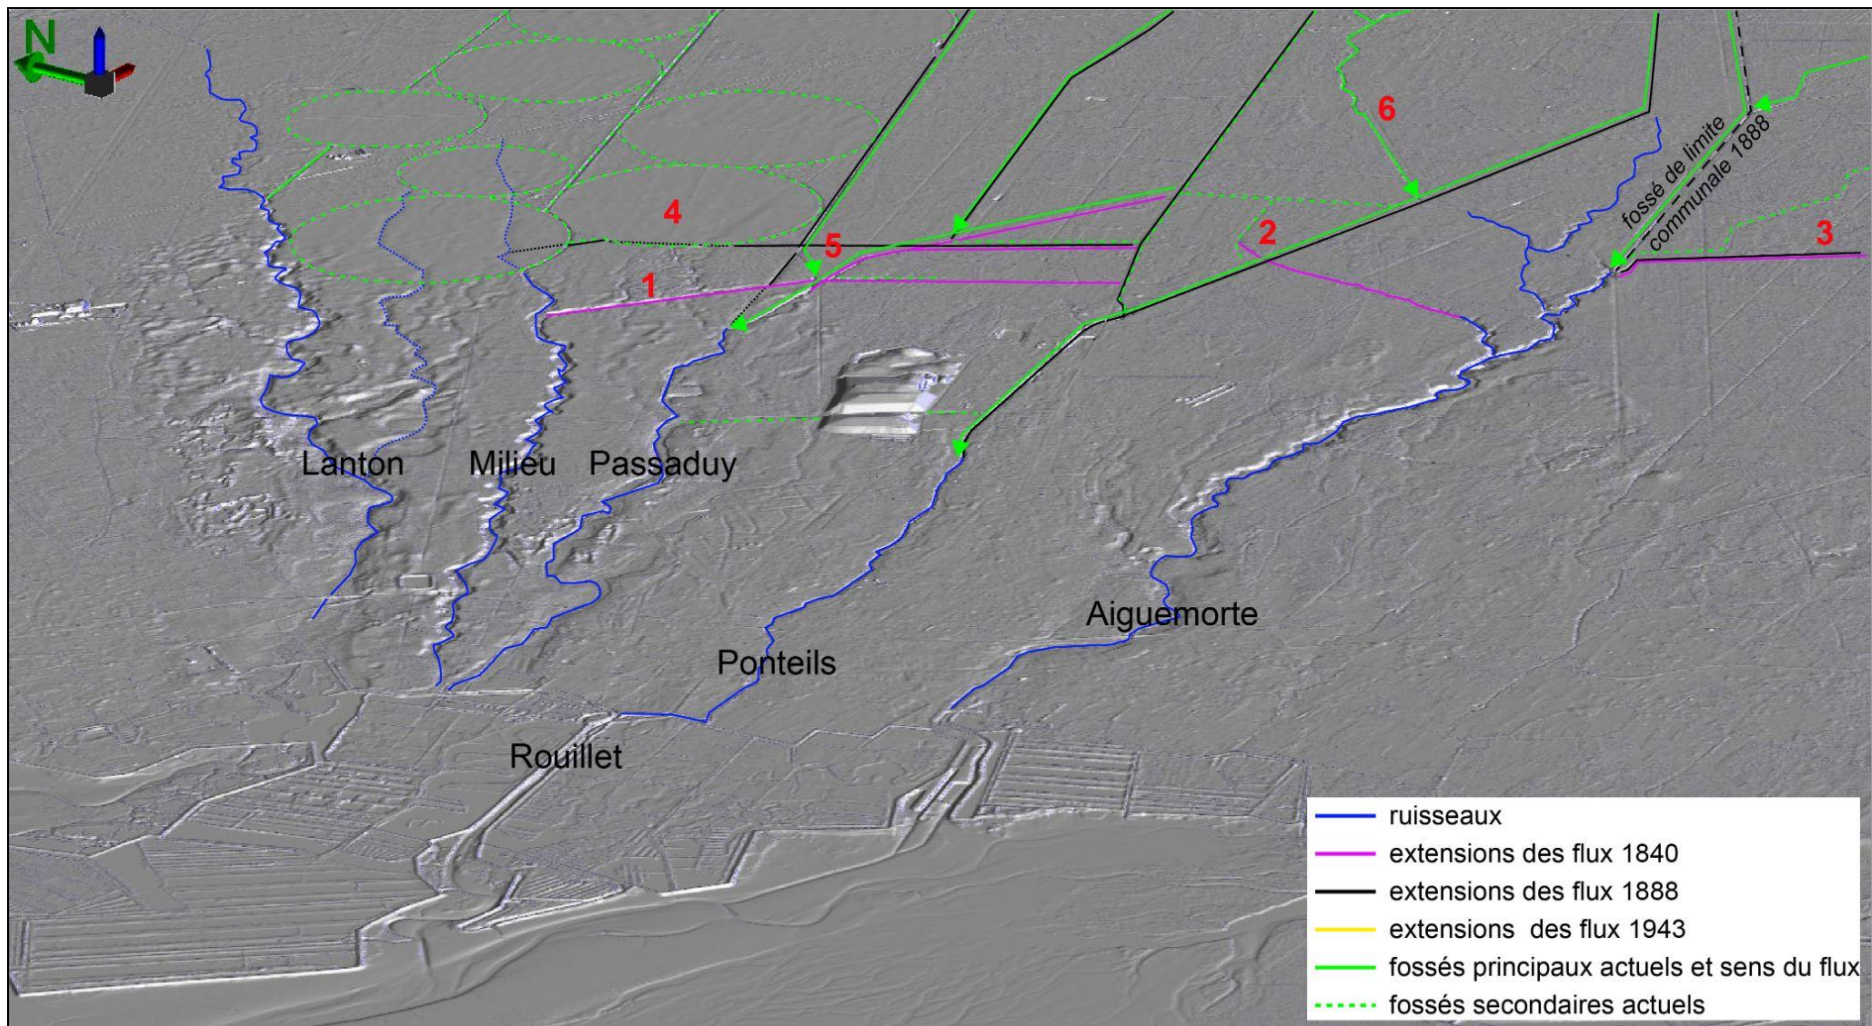 N
6
fossé de limite
communale 1888
4
5
2
3
1
Lanton
Milieu
Passaduy
Aiguemorte
Ponteils
Rouillet
ruisseaux
extensions des flux 1840
extensions des flux 1888
extensions des flux 1943
fossés principaux actuels et sens du flux
fossés secondaires actuels